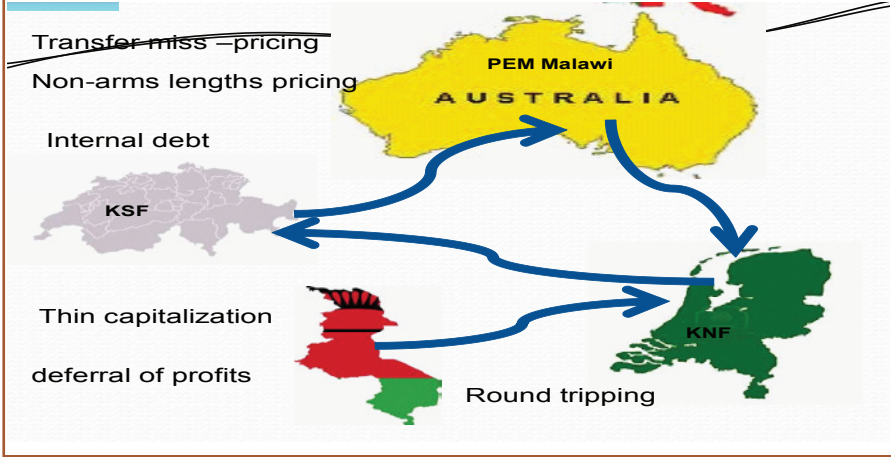 Transfer miss –pricing
PEM Malawi
Non-arms lengths pricing
AUSTRALIA
Internal debt
KSF
Thin capitalization
KNF
deferral of profits
Round tripping